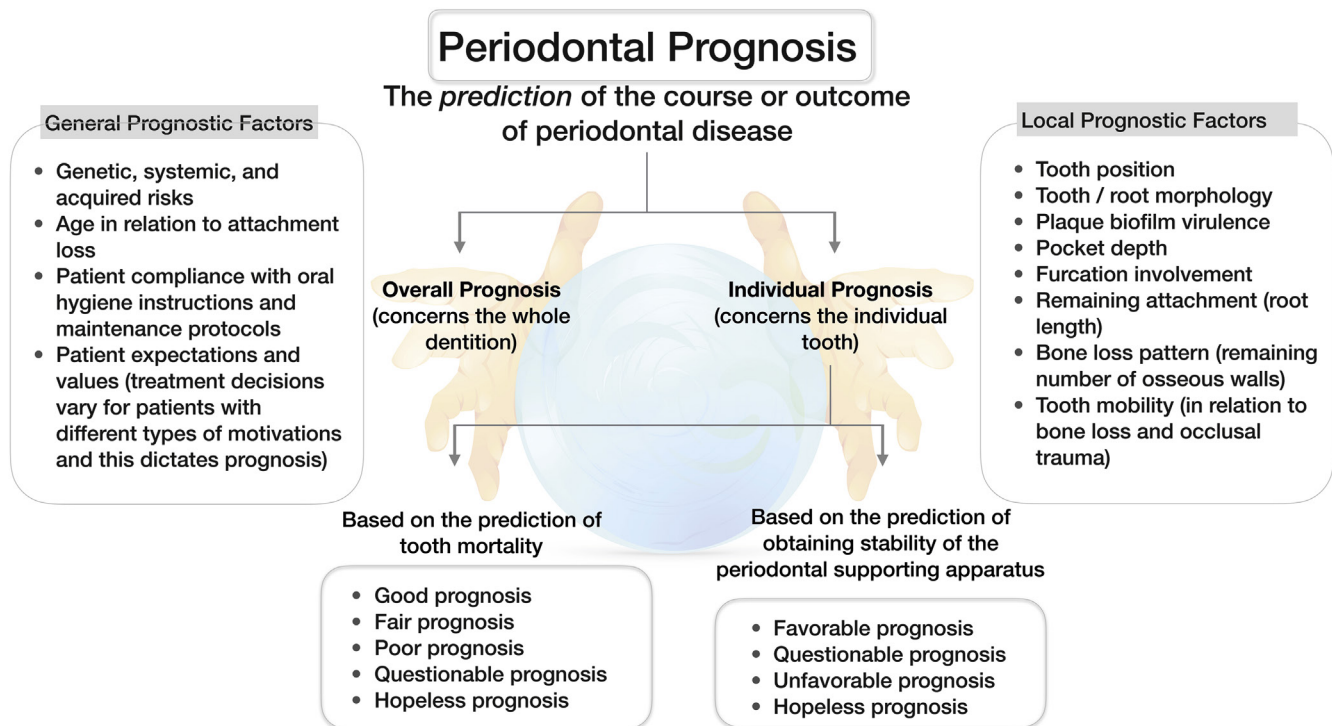 Periodontal Prognosis
The prediction of the course or outcome
of periodontal disease
General Prognostic Factors
• Genetic, systemic, and
acquired risks
• Age in relation to attachment
loss
• Patient compliance with oral
hygiene instructions and
maintenance protocols
• Patient expectations and
values (treatment decisions
vary for patients with
different types of motivations
and this dictates prognosis)
Local Prognostic Factors
• Tooth position
• Tooth / root morphology
• Plaque biofilm virulence
• Pocket depth
• Furcation involvement
• Remaining attachment (root
length)
• Bone loss pattern (remaining
number of osseous walls)
• Tooth mobility (in relation to
bone loss and occlusal
trauma)
Overall Prognosis
(concerns the whole
dentition)
Individual Prognosis
(concerns the individual
tooth)
Based on the prediction of
tooth mortality
• Good prognosis
• Fair prognosis
• Poor prognosis
• Questionable prognosis
• Hopeless prognosis
Based on the prediction of
obtaining stability of the
periodontal supporting apparatus
• Favorable prognosis
• Questionable prognosis
• Unfavorable prognosis
• Hopeless prognosis